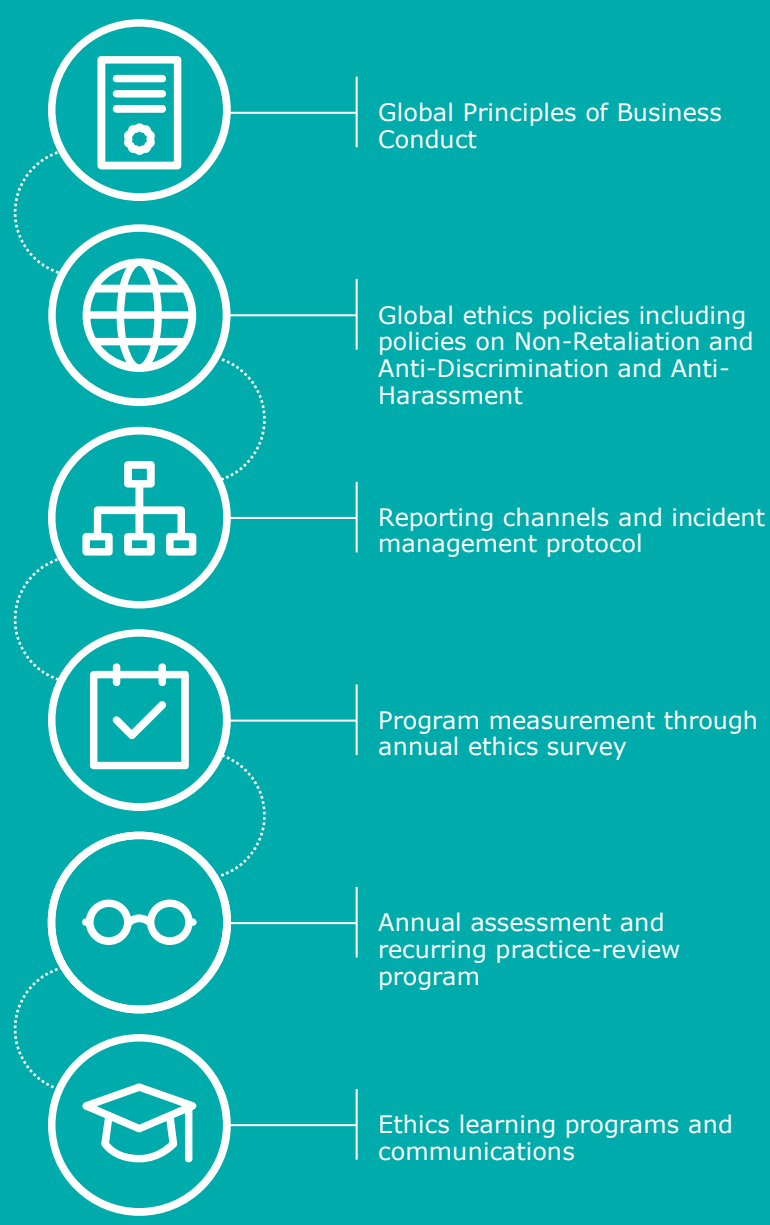 Global Principles of Business
Conduct
Global ethics policies including
policies on Non-Retaliation and
Anti-Discrimination and Anti-
Harassment
Reporting channels and incident
management protocol
Program measurement through
annual ethics survey
Annual assessment and
recurring practice-review
program
Ethics learning programs and
communications